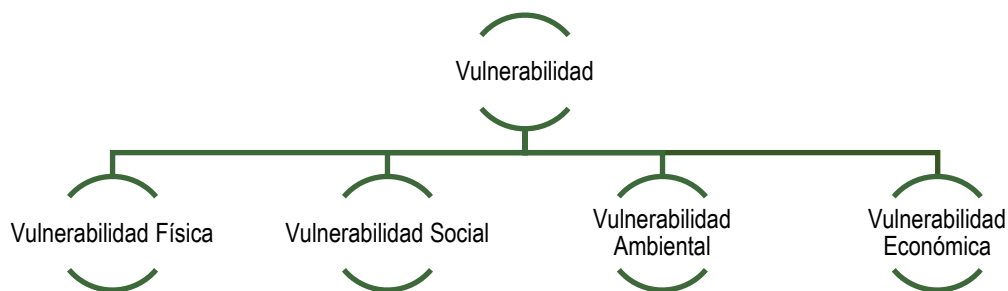 Vulnerabilidad
Vulnerabilidad Física
Vulnerabilidad Social
Vulnerabilidad
Ambiental
Vulnerabilidad
Económica